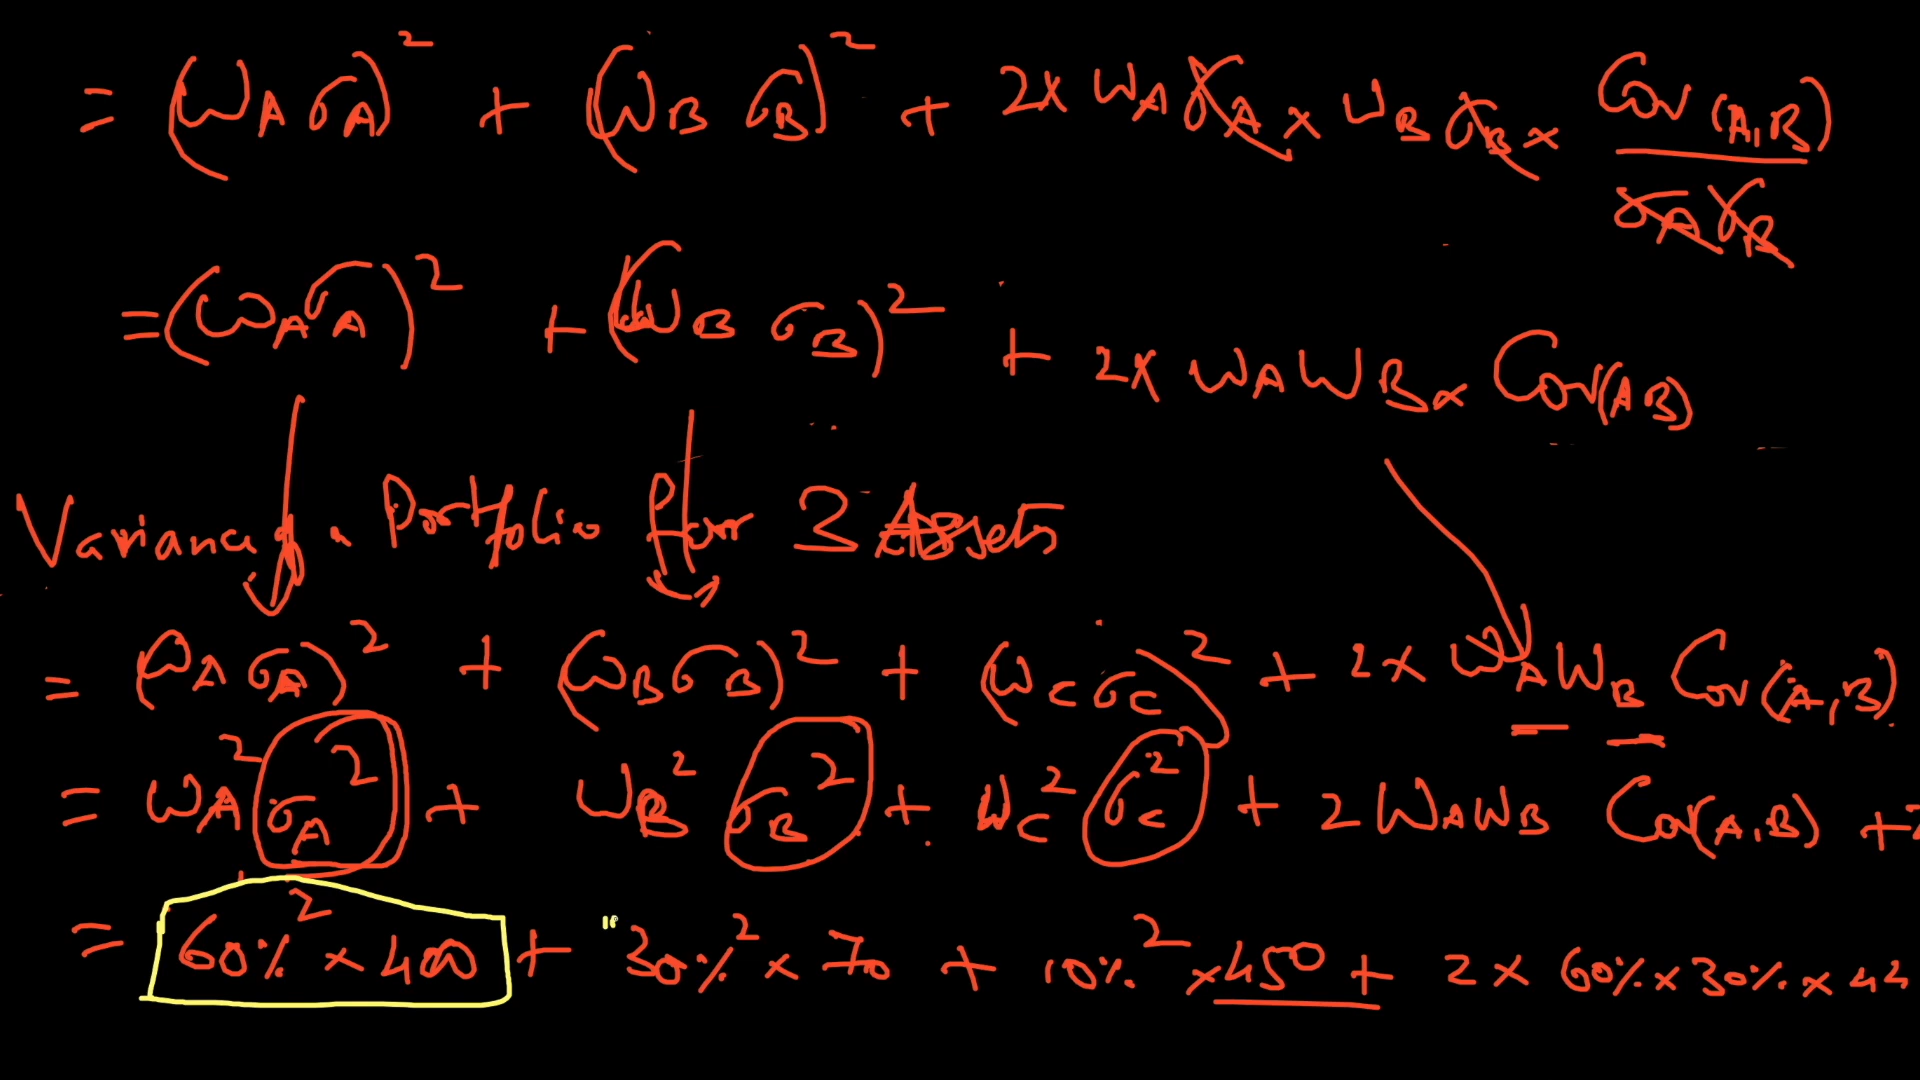 = (WA σA)² + (WB σB)² + 2x WA σA x WB σB x Cov(A,B) / σA σB
= (WA σA)² + (WB σB)² + 2x WA WB x Cov(AB)
Variance of a Portfolio for 3 Assets
= (WA σA)² + (WB σB)² + (WC σC)² + 2x WA WB Cov(A,B)
= WA² σA² + WB² σB² + WC² σC² + 2 WA WB Cov(A,B) +
= 60%² x 400 + 30%² x 70 + 10%² x 450 + 2 x 60% x 30% x 44